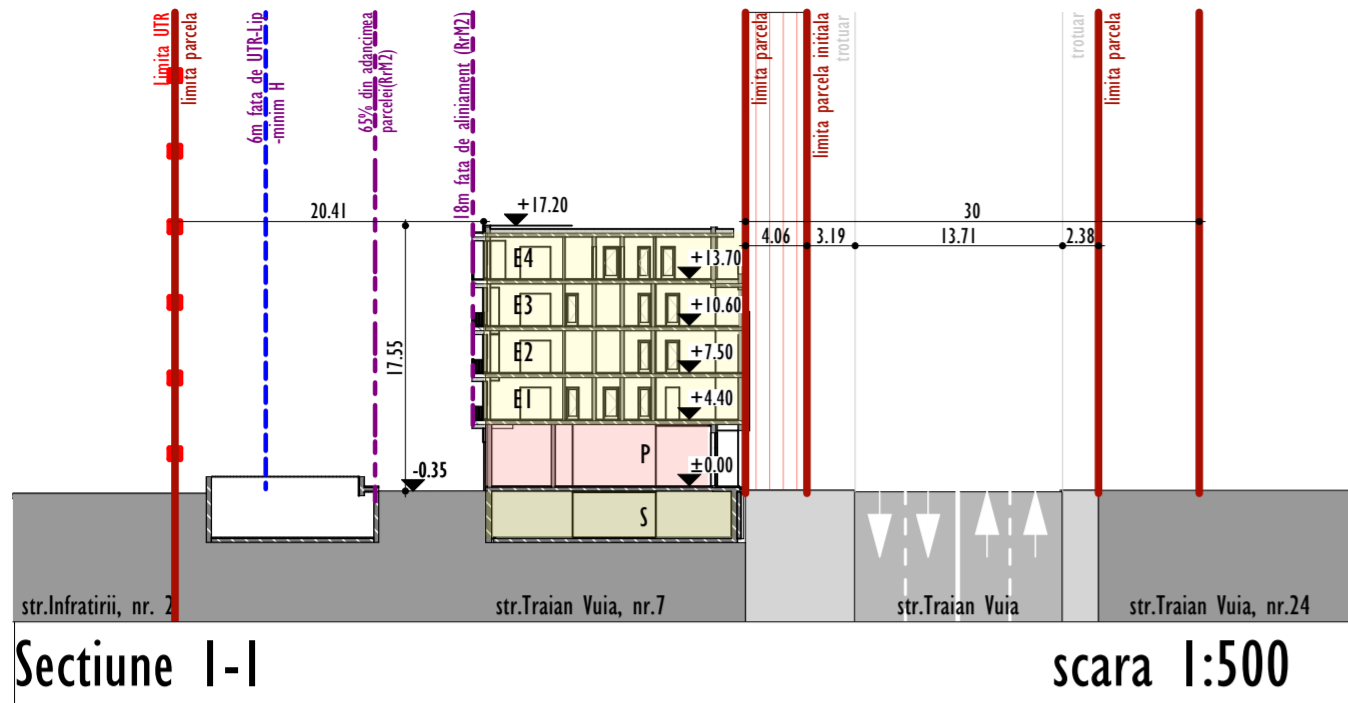 Limita UTR
limita parcela
6m fata de UTR-Lip
-minim H
65% din adancimea
parcelei(RrM2)
18m fata de aliniament (RrM2)
limita parcela
limita parcela initiala
trotuar
trotuar
limita parcela
20.41
+17.20
30
4.06
3.19
13.71
2.38
17.55
E4
+13.70
E3
+10.60
E2
+7.50
E1
+4.40
P
±0.00
-0.35
S
str.Infratirii, nr. 2
str.Traian Vuia, nr.7
str.Traian Vuia
str.Traian Vuia, nr.24
Sectiune 1-1
scara 1:500